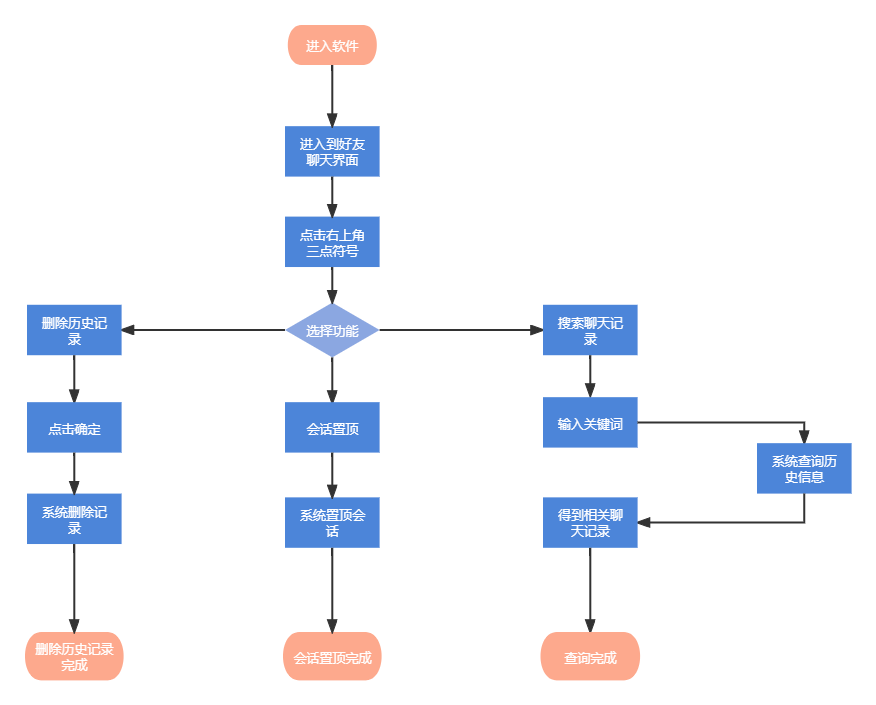 进入软件
进入到好友
聊天界面
点击右上角
三点符号
选择功能
删除历史记
录
点击确定
系统删除记
录
删除历史记录
完成
会话置顶
系统置顶会
话
会话置顶完成
搜索聊天记
录
输入关键词
系统查询历
史信息
得到相关聊
天记录
查询完成